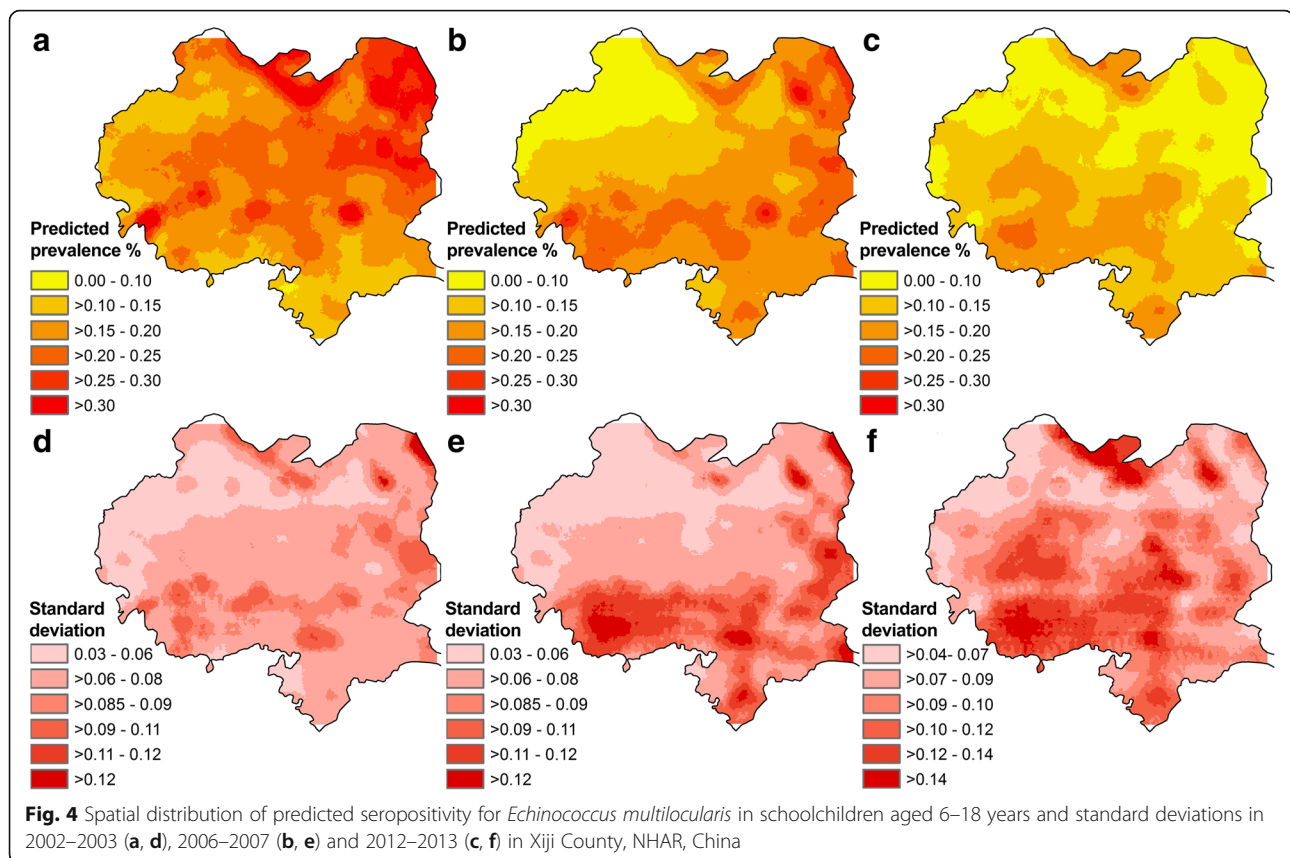 a
b
c
Predicted
prevalence %
0.00 - 0.10
>0.10 - 0.15
>0.15 - 0.20
>0.20 - 0.25
>0.25 - 0.30
>0.30
Predicted
prevalence %
0.00 - 0.10
>0.10 - 0.15
>0.15 - 0.20
>0.20 - 0.25
>0.25 - 0.30
>0.30
Predicted
prevalence %
0.00 - 0.10
>0.10 - 0.15
>0.15 - 0.20
>0.20 - 0.25
>0.25 - 0.30
>0.30
d
e
f
Standard
deviation
0.03 - 0.06
>0.06 - 0.08
>0.085 - 0.09
>0.09 - 0.11
>0.11 - 0.12
>0.12
Standard
deviation
0.03 - 0.06
>0.06 - 0.08
>0.085 - 0.09
>0.09 - 0.11
>0.11 - 0.12
>0.12
Standard
deviation
>0.04- 0.07
>0.07 - 0.09
>0.09 - 0.10
>0.10 - 0.12
>0.12 - 0.14
>0.14
Fig. 4 Spatial distribution of predicted seropositivity for Echinococcus multilocularis in schoolchildren aged 6–18 years and standard deviations in
2002–2003 (a, d), 2006–2007 (b, e) and 2012–2013 (c, f) in Xiji County, NHAR, China